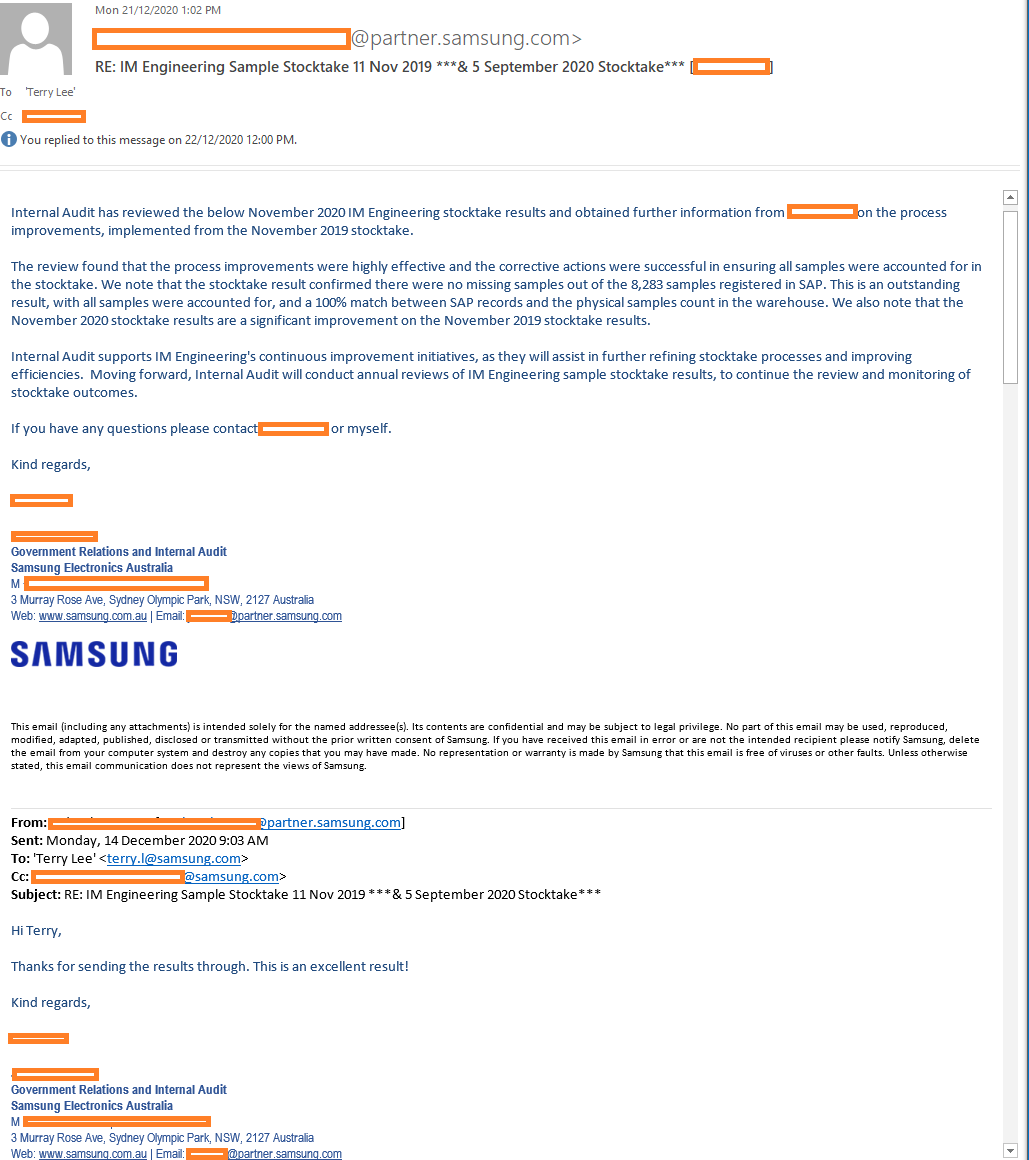 Mon 21/12/2020 1:02 PM
@partner.samsung.com>
RE: IM Engineering Sample Stocktake 11 Nov 2019 ***& 5 September 2020 Stocktake*** [ ]
To 'Terry Lee'
Cc
You replied to this message on 22/12/2020 12:00 PM.
Internal Audit has reviewed the below November 2020 IM Engineering stocktake results and obtained further information from on the process
improvements, implemented from the November 2019 stocktake.
The review found that the process improvements were highly effective and the corrective actions were successful in ensuring all samples were accounted for in
the stocktake. We note that the stocktake result confirmed there were no missing samples out of the 8,283 samples registered in SAP. This is an outstanding
result, with all samples were accounted for, and a 100% match between SAP records and the physical samples count in the warehouse. We also note that the
November 2020 stocktake results are a significant improvement on the November 2019 stocktake results.
Internal Audit supports IM Engineering's continuous improvement initiatives, as they will assist in further refining stocktake processes and improving
efficiencies. Moving forward, Internal Audit will conduct annual reviews of IM Engineering sample stocktake results, to continue the review and monitoring of
stocktake outcomes.
If you have any questions please contact or myself.
Kind regards,
Government Relations and Internal Audit
Samsung Electronics Australia
M
3 Murray Rose Ave, Sydney Olympic Park, NSW, 2127 Australia
Web: www.samsung.com.au | Email: @partner.samsung.com
SAMSUNG
This email (including any attachments) is intended solely for the named addressee(s). Its contents are confidential and may be subject to legal privilege. No part of this email may be used, reproduced,
modified, adapted, published, disclosed or transmitted without the prior written consent of Samsung. If you have received this email in error or are not the intended recipient please notify Samsung, delete
the email from your computer system and destroy any copies that you may have made. No representation or warranty is made by Samsung that this email is free of viruses or other faults. Unless otherwise
stated, this email communication does not represent the views of Samsung.
From: @partner.samsung.com]
Sent: Monday, 14 December 2020 9:03 AM
To: 'Terry Lee' <terry.l@samsung.com>
Cc: @samsung.com>
Subject: RE: IM Engineering Sample Stocktake 11 Nov 2019 ***& 5 September 2020 Stocktake***
Hi Terry,
Thanks for sending the results through. This is an excellent result!
Kind regards,
Government Relations and Internal Audit
Samsung Electronics Australia
M
3 Murray Rose Ave, Sydney Olympic Park, NSW, 2127 Australia
Web: www.samsung.com.au | Email: @partner.samsung.com